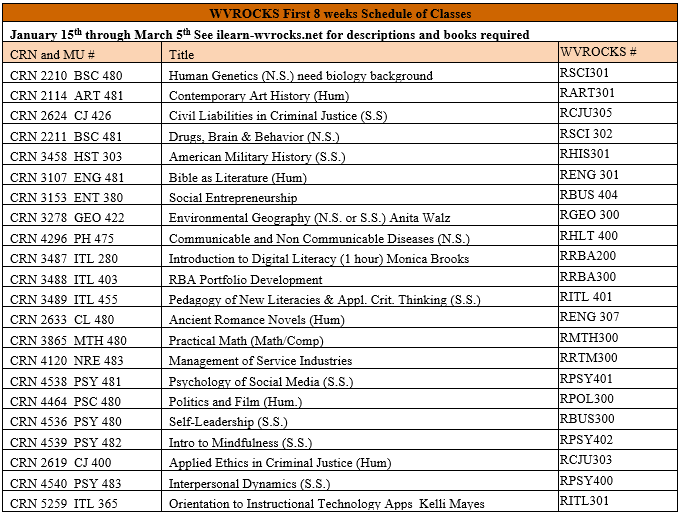 WVROCKS First 8 weeks Schedule of Classes
January 15th through March 5th See ilearn-wvrocks.net for descriptions and books required
CRN and MU # Title WVROCKS #
CRN 2210 BSC 480 Human Genetics (N.S.) need biology background RSCI301
CRN 2114 ART 481 Contemporary Art History (Hum) RART301
CRN 2624 CJ 426 Civil Liabilities in Criminal Justice (S.S) RCJU305
CRN 2211 BSC 481 Drugs, Brain & Behavior (N.S.) RSCI 302
CRN 3458 HST 303 American Military History (S.S.) RHIS301
CRN 3107 ENG 481 Bible as Literature (Hum) RENG 301
CRN 3153 ENT 380 Social Entrepreneurship RBUS 404
CRN 3278 GEO 422 Environmental Geography (N.S. or S.S.) Anita Walz RGEO 300
CRN 4296 PH 475 Communicable and Non Communicable Diseases (N.S.) RHLT 400
CRN 3487 ITL 280 Introduction to Digital Literacy (1 hour) Monica Brooks RRBA200
CRN 3488 ITL 403 RBA Portfolio Development RRBA300
CRN 3489 ITL 455 Pedagogy of New Literacies & Appl. Crit. Thinking (S.S.) RITL 401
CRN 2633 CL 480 Ancient Romance Novels (Hum) RENG 307
CRN 3865 MTH 480 Practical Math (Math/Comp) RMTH300
CRN 4120 NRE 483 Management of Service Industries RRTM300
CRN 4538 PSY 481 Psychology of Social Media (S.S.) RPSY401
CRN 4464 PSC 480 Politics and Film (Hum.) RPOL300
CRN 4536 PSY 480 Self-Leadership (S.S.) RBUS300
CRN 4539 PSY 482 Intro to Mindfulness (S.S.) RPSY402
CRN 2619 CJ 400 Applied Ethics in Criminal Justice (Hum) RCJU303
CRN 4540 PSY 483 Interpersonal Dynamics (S.S.) RPSY400
CRN 5259 ITL 365 Orientation to Instructional Technology Apps Kelli Mayes RITL301